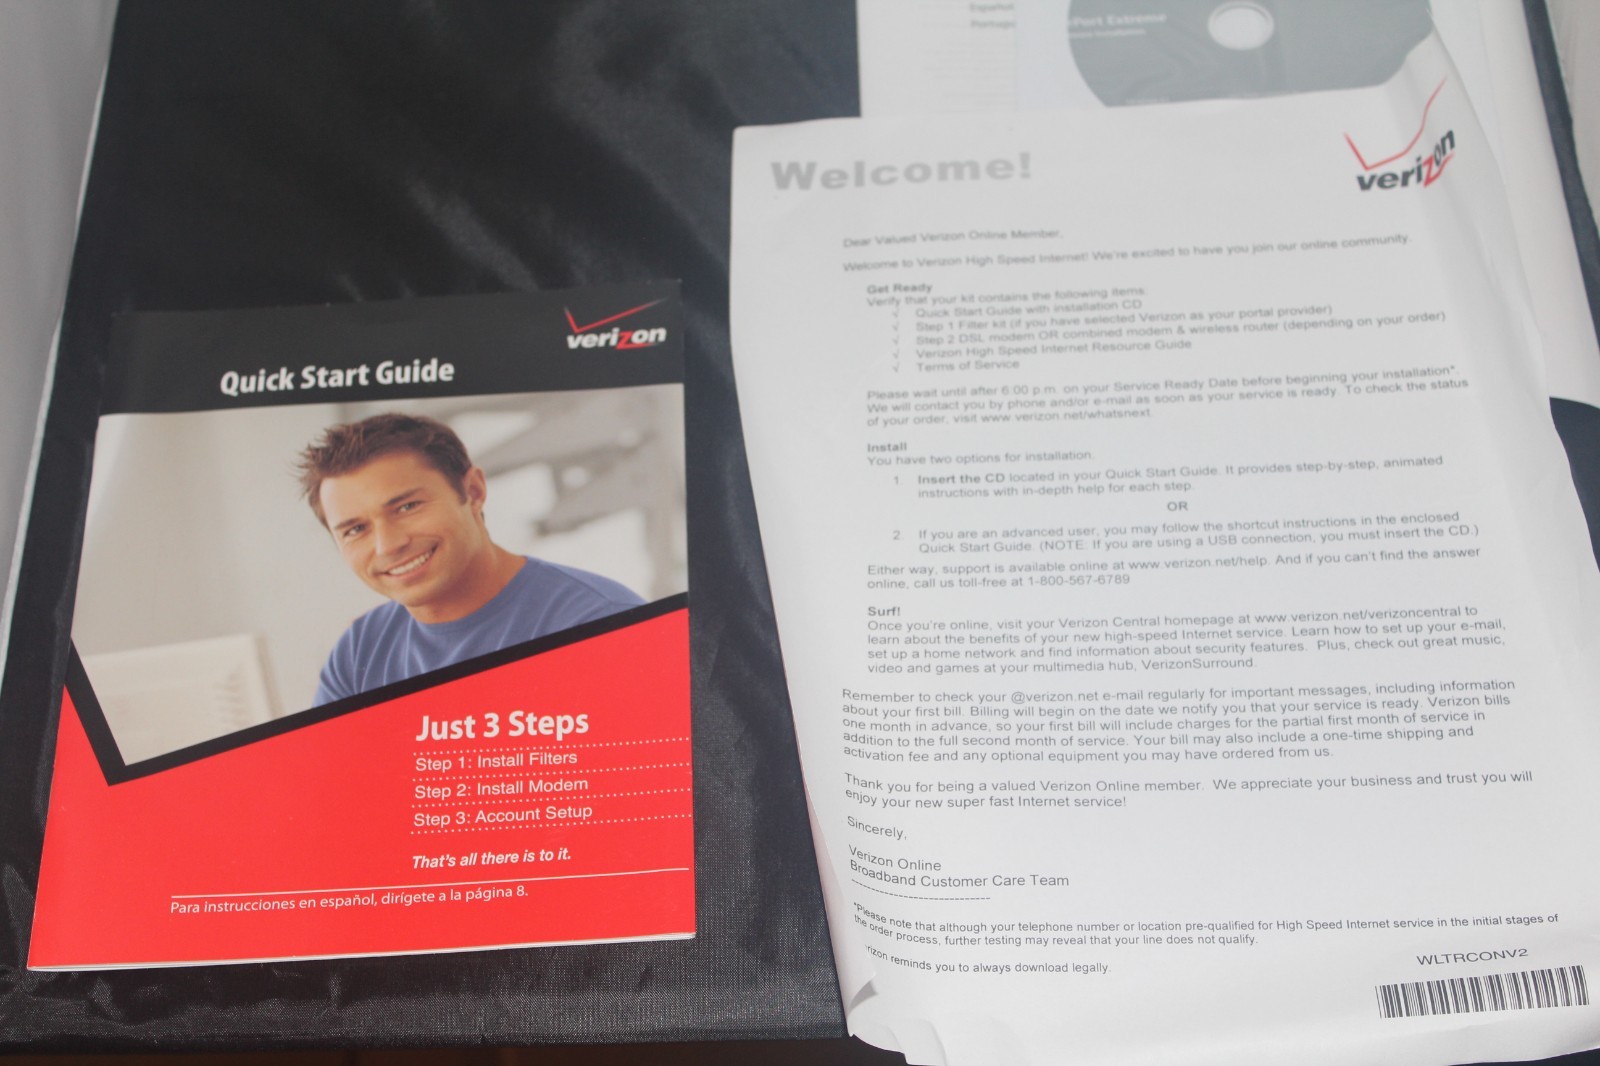 Español
Portugu
Port Extreme
Welcome!
verizon
Dear Valued Verizon Online Member,
Welcome to Verizon High Speed Internet! We're excited to have you join our online community.
Get Ready
Verify that your kit contains the following items:
√ Quick Start Guide with installation CD
√ Step 1 Filter kit (if you have selected Verizon as your portal provider)
√ Step 2 DSL modem OR combined modem & wireless router (depending on your order)
√ Verizon High Speed Internet Resource Guide
√ Terms of Service
Please wait until after 6:00 p.m. on your Service Ready Date before beginning your installation*.
We will contact you by phone and/or e-mail as soon as your service is ready. To check the status
of your order, visit www.verizon.net/whatsnext.
Install
You have two options for installation.
1. Insert the CD located in your Quick Start Guide. It provides step-by-step, animated
instructions with in-depth help for each step.
OR
2. If you are an advanced user, you may follow the shortcut instructions in the enclosed
Quick Start Guide. (NOTE: If you are using a USB connection, you must insert the CD.)
Either way, support is available online at www.verizon.net/help. And if you can't find the answer
online, call us toll-free at 1-800-567-6789
Surf!
Once you're online, visit your Verizon Central homepage at www.verizon.net/verizoncentral to
learn about the benefits of your new high-speed Internet service. Learn how to set up your e-mail,
set up a home network and find information about security features. Plus, check out great music,
video and games at your multimedia hub, VerizonSurround.
Remember to check your @verizon.net e-mail regularly for important messages, including information
about your first bill. Billing will begin on the date we notify you that your service is ready. Verizon bills
one month in advance, so your first bill will include charges for the partial first month of service in
addition to the full second month of service. Your bill may also include a one-time shipping and
activation fee and any optional equipment you may have ordered from us.
Thank you for being a valued Verizon Online member. We appreciate your business and trust you will
enjoy your new super fast Internet service!
Sincerely,
Verizon Online
Broadband Customer Care Team
*Please note that although your telephone number or location pre-qualified for High Speed Internet service in the initial stages of
the order process, further testing may reveal that your line does not qualify.
rizon reminds you to always download legally.
WLTRCONV2
verizon
Quick Start Guide
Just 3 Steps
Step 1: Install Filters
Step 2: Install Modem
Step 3: Account Setup
That's all there is to it.
Para instrucciones en español, dirígete a la página 8.